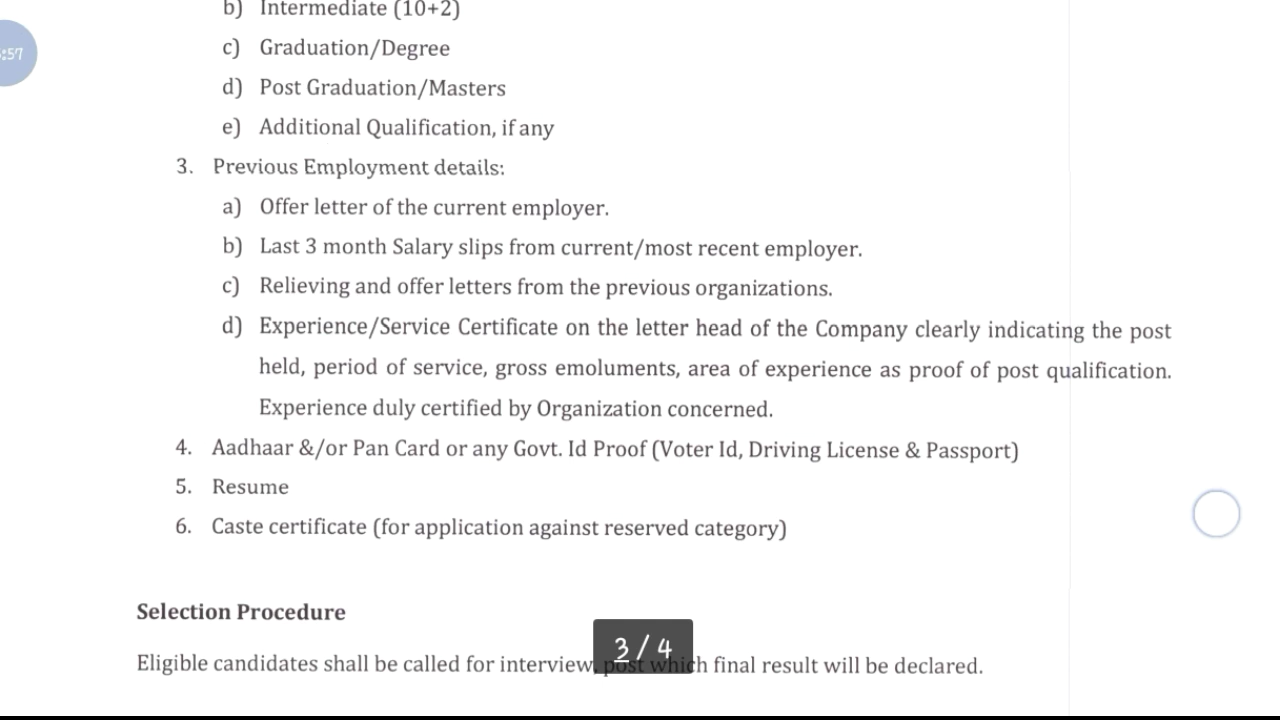 b) Intermediate (10+2)
:57
c) Graduation/Degree
d) Post Graduation/Masters
e) Additional Qualification, if any
3. Previous Employment details:
a) Offer letter of the current employer.
b) Last 3 month Salary slips from current/most recent employer.
c) Relieving and offer letters from the previous organizations.
d) Experience/Service Certificate on the letter head of the Company clearly indicating the post
held, period of service, gross emoluments, area of experience as proof of post qualification.
Experience duly certified by Organization concerned.
4. Aadhaar &/or Pan Card or any Govt. Id Proof (Voter Id, Driving License & Passport)
5. Resume
6. Caste certificate (for application against reserved category)
Selection Procedure
3 / 4
Eligible candidates shall be called for interview, post which final result will be declared.